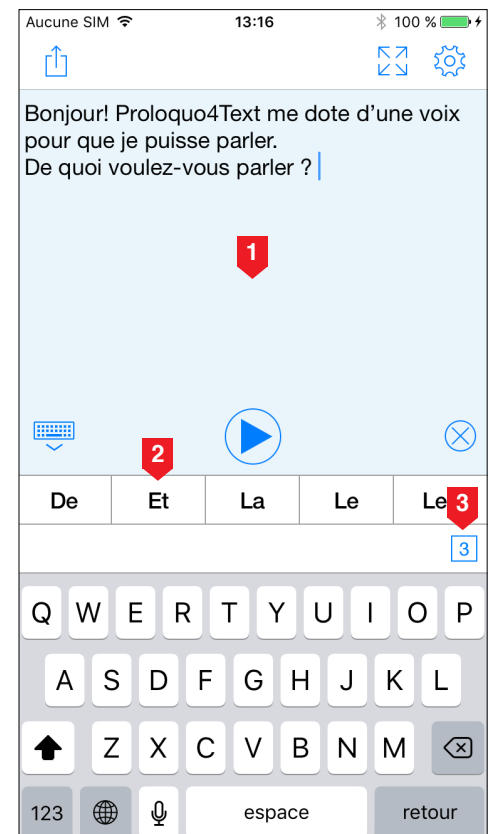 Aucune SIM 13:16 100 %
Bonjour! Proloquo4Text me dote d’une voix
pour que je puisse parler.
De quoi voulez-vous parler ?
1
2
De Et La Le Le 3
3
Q W E R T Y U I O P
A S D F G H J K L
Z X C V B N M
123 espace retour